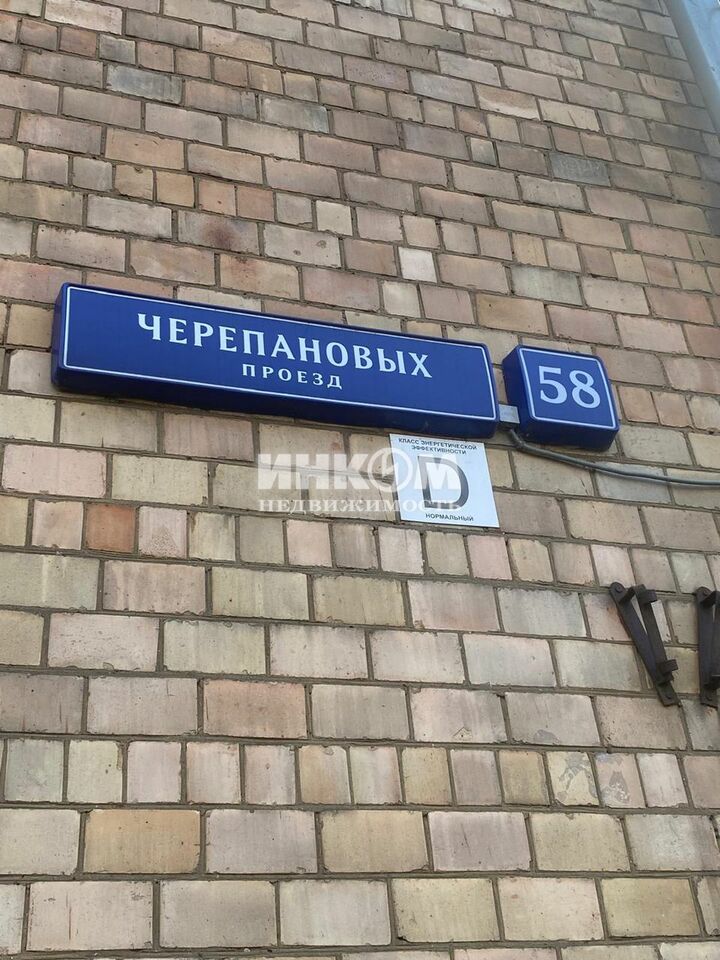 ЧЕРЕПАНОВЫХ
ПРОЕЗД
58
КЛАСС ЭНЕРГЕТИЧЕСКОЙ
ЭФФЕКТИВНОСТИ
D
НОРМАЛЬНЫЙ
ИНКОМ
НЕДВИЖИМОСТЬ